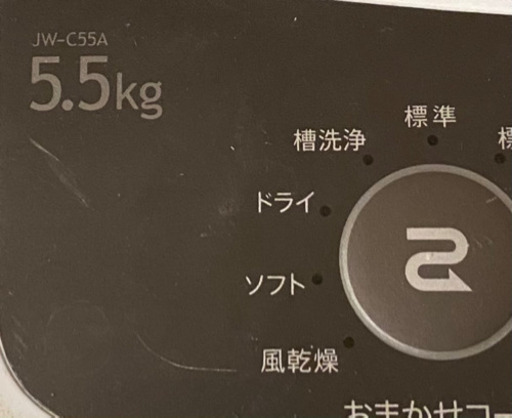 JW-C55A
5.5kg
標準
槽洗浄
ドライ
ソフト
風乾燥